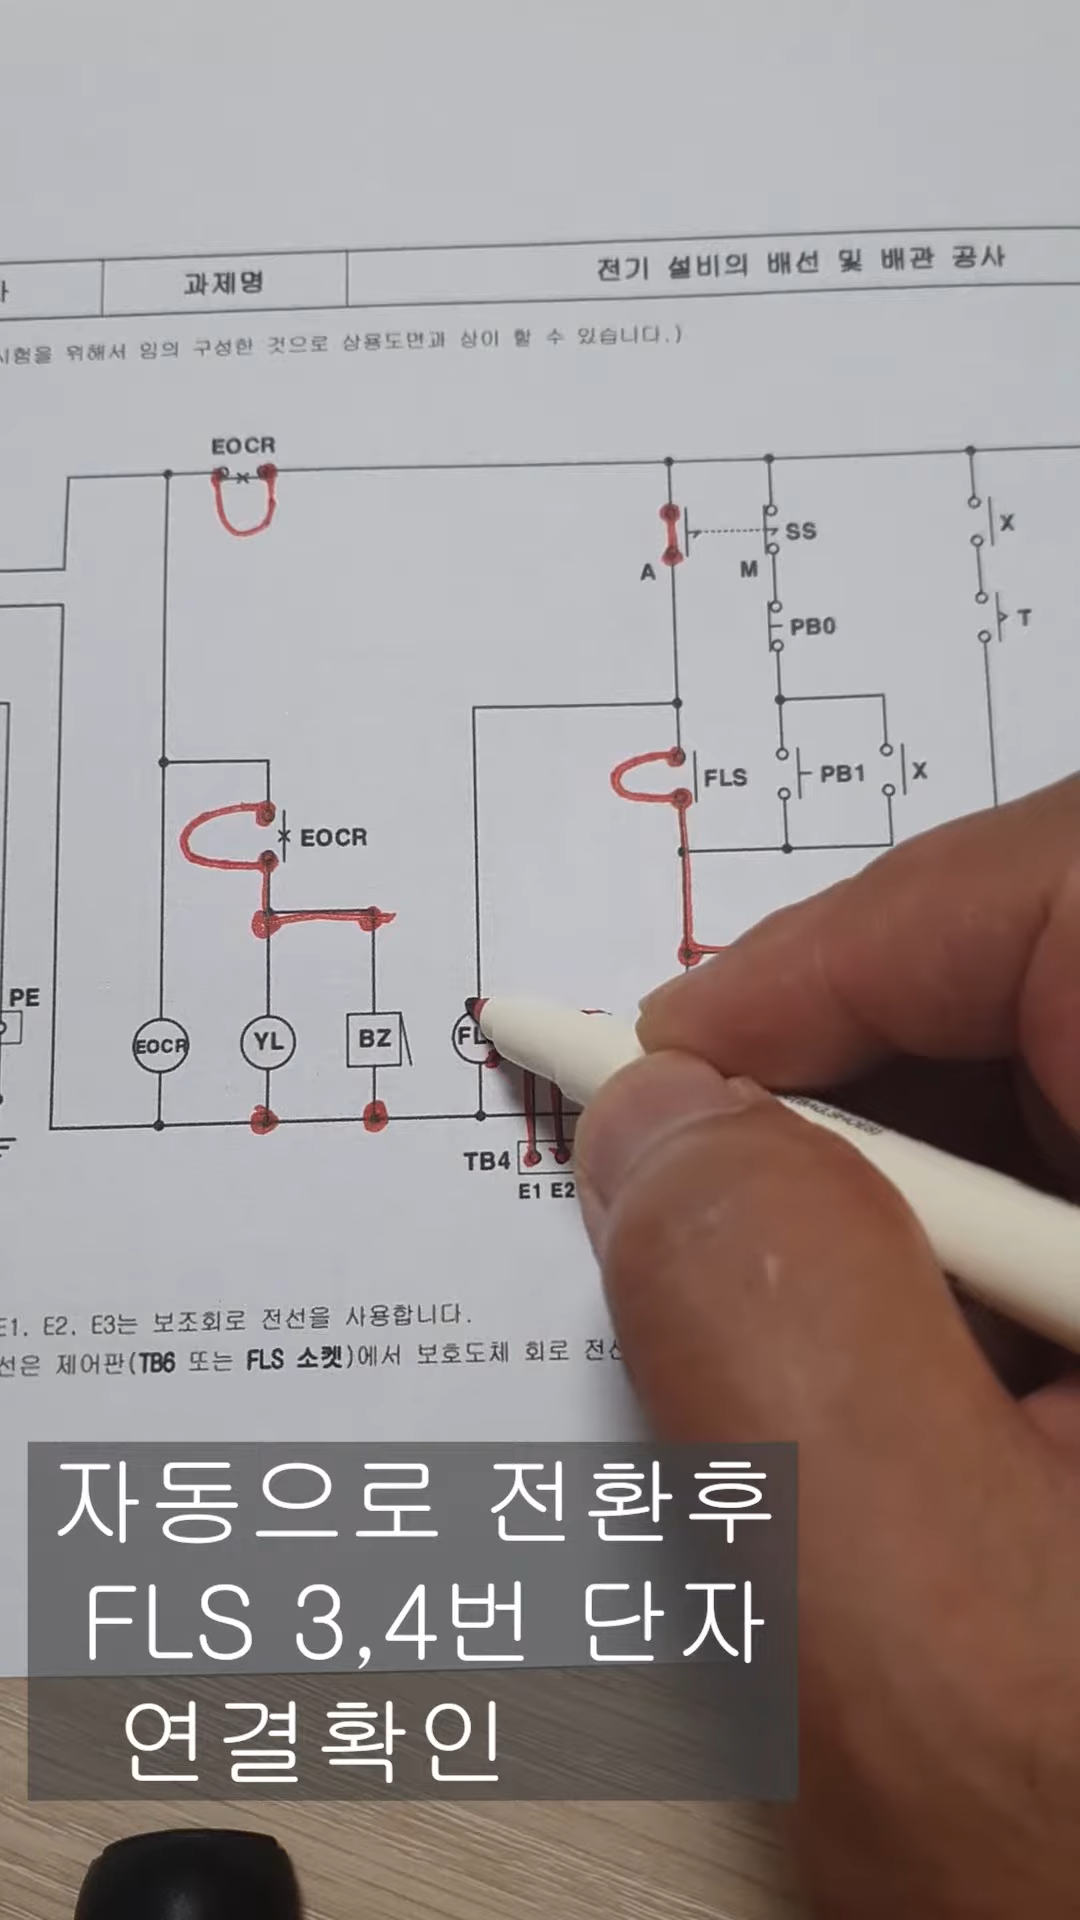 과제명
전기 설비의 배선 및 배관 공사
시험을 위해서 임의 구성한 것으로 상용도면과 상이 할 수 있습니다.)
EOCR
SS
X
A
M
PB0
T
FLS
PB1
X
EOCR
PE
EOCR
YL
BZ
TB4
E1 E2
E1, E2, E3는 보조회로 전선을 사용합니다.
선은 제어판(TB6 또는 FLS 소켓)에서 보호도체 회로
자동으로 전환후
FLS 3,4번 단자
연결확인